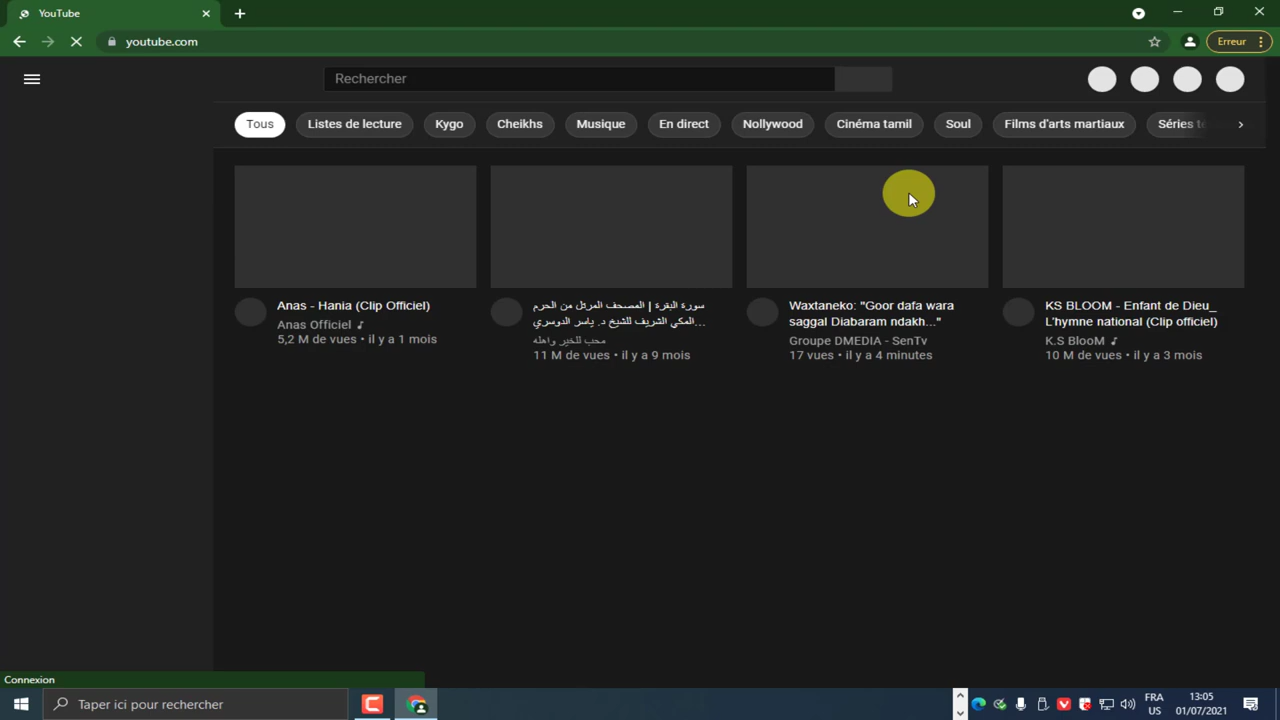 YouTube
youtube.com
Erreur
Rechercher
Tous
Listes de lecture
Kygo
Cheikhs
Musique
En direct
Nollywood
Cinéma tamil
Soul
Films d'arts martiaux
Séries
Anas - Hania (Clip Officiel)
Anas Officiel
5,2 M de vues • il y a 1 mois
سورة البقرة | المصحف المرتل من الحرم
المكي الشريف للشيخ د. ياسر الدوسري...
محب للخير واهله
11 M de vues • il y a 9 mois
Waxtaneko: "Goor dafa wara
saggal Diabaram ndakh..."
Groupe DMEDIA - SenTv
17 vues • il y a 4 minutes
KS BLOOM - Enfant de Dieu_
L'hymne national (Clip officiel)
K.S BlooM
10 M de vues • il y a 3 mois
Connexion
Taper ici pour rechercher
FRA
US
13:05
01/07/2021